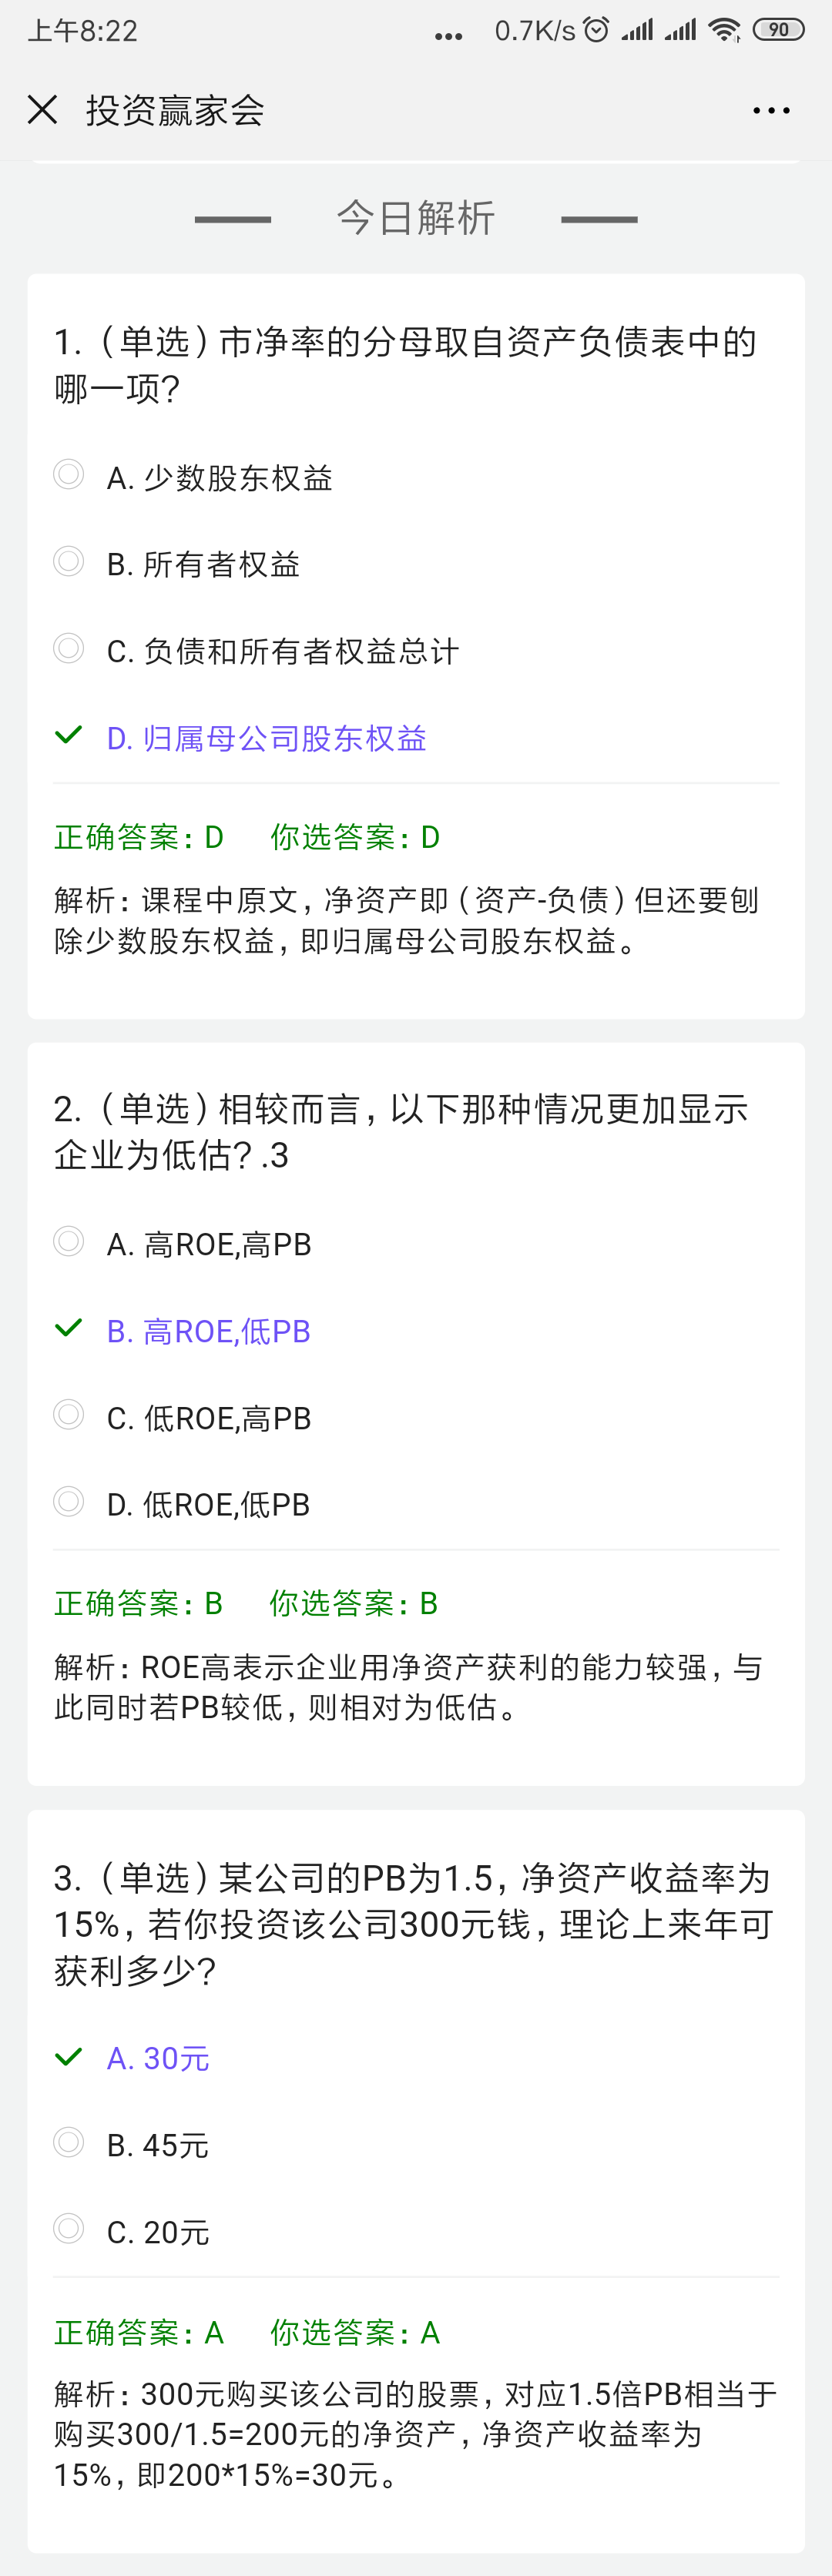 上午8:22
... 0.7K/s 90
投资赢家会
今日解析
1.（单选）市净率的分母取自资产负债表中的
哪一项？
A. 少数股东权益
B. 所有者权益
C. 负债和所有者权益总计
D. 归属母公司股东权益
正确答案：D 你选答案：D
解析：课程中原文，净资产即（资产-负债）但还要刨
除少数股东权益，即归属母公司股东权益。
2.（单选）相较而言，以下那种情况更加显示
企业为低估？.3
A. 高ROE,高PB
B. 高ROE,低PB
C. 低ROE,高PB
D. 低ROE,低PB
正确答案：B 你选答案：B
解析：ROE高表示企业用净资产获利的能力较强，与
此同时若PB较低，则相对为低估。
3.（单选）某公司的PB为1.5，净资产收益率为
15%，若你投资该公司300元钱，理论上来年可
获利多少？
A. 30元
B. 45元
C. 20元
正确答案：A 你选答案：A
解析：300元购买该公司的股票，对应1.5倍PB相当于
购买300/1.5=200元的净资产，净资产收益率为
15%，即200*15%=30元。